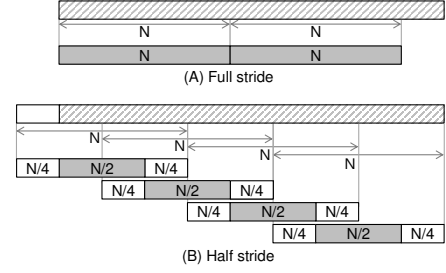 N N
N N
(A) Full stride
N
N
N
N
N/4 N/2 N/4
N/4 N/2 N/4
N/4 N/2 N/4
N/4 N/2 N/4
(B) Half stride